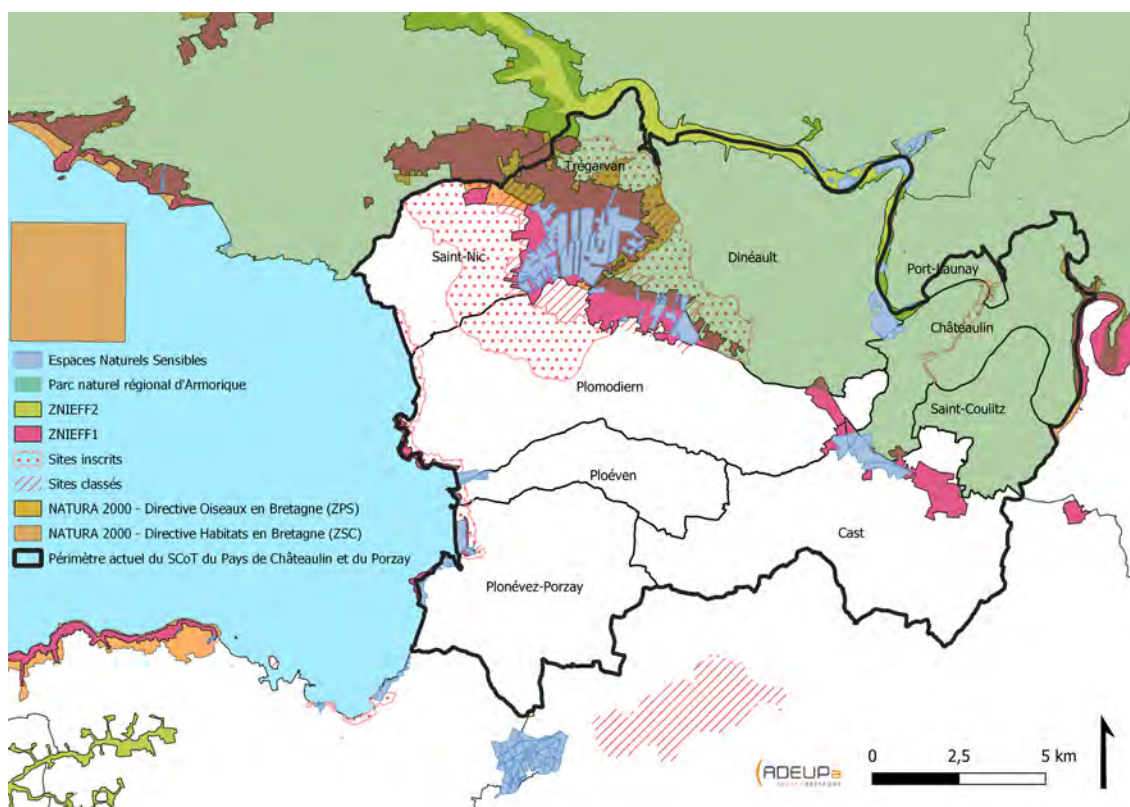 Trégarvan
Saint-Nic
Dinéault
Port-Launay
Châteaulin
Espaces Naturels Sensibles
Parc naturel régional d'Armorique
ZNIEFF2
ZNIEFF1
Sites inscrits
Sites classés
NATURA 2000 - Directive Oiseaux en Bretagne (ZPS)
NATURA 2000 - Directive Habitats en Bretagne (ZSC)
Périmètre actuel du SCoT du Pays de Châteaulin et du Porzay
Plomodiern
Saint-Coulitz
Ploéven
Cast
Plonévez-Porzay
ADEUPa
0 2,5 5 km